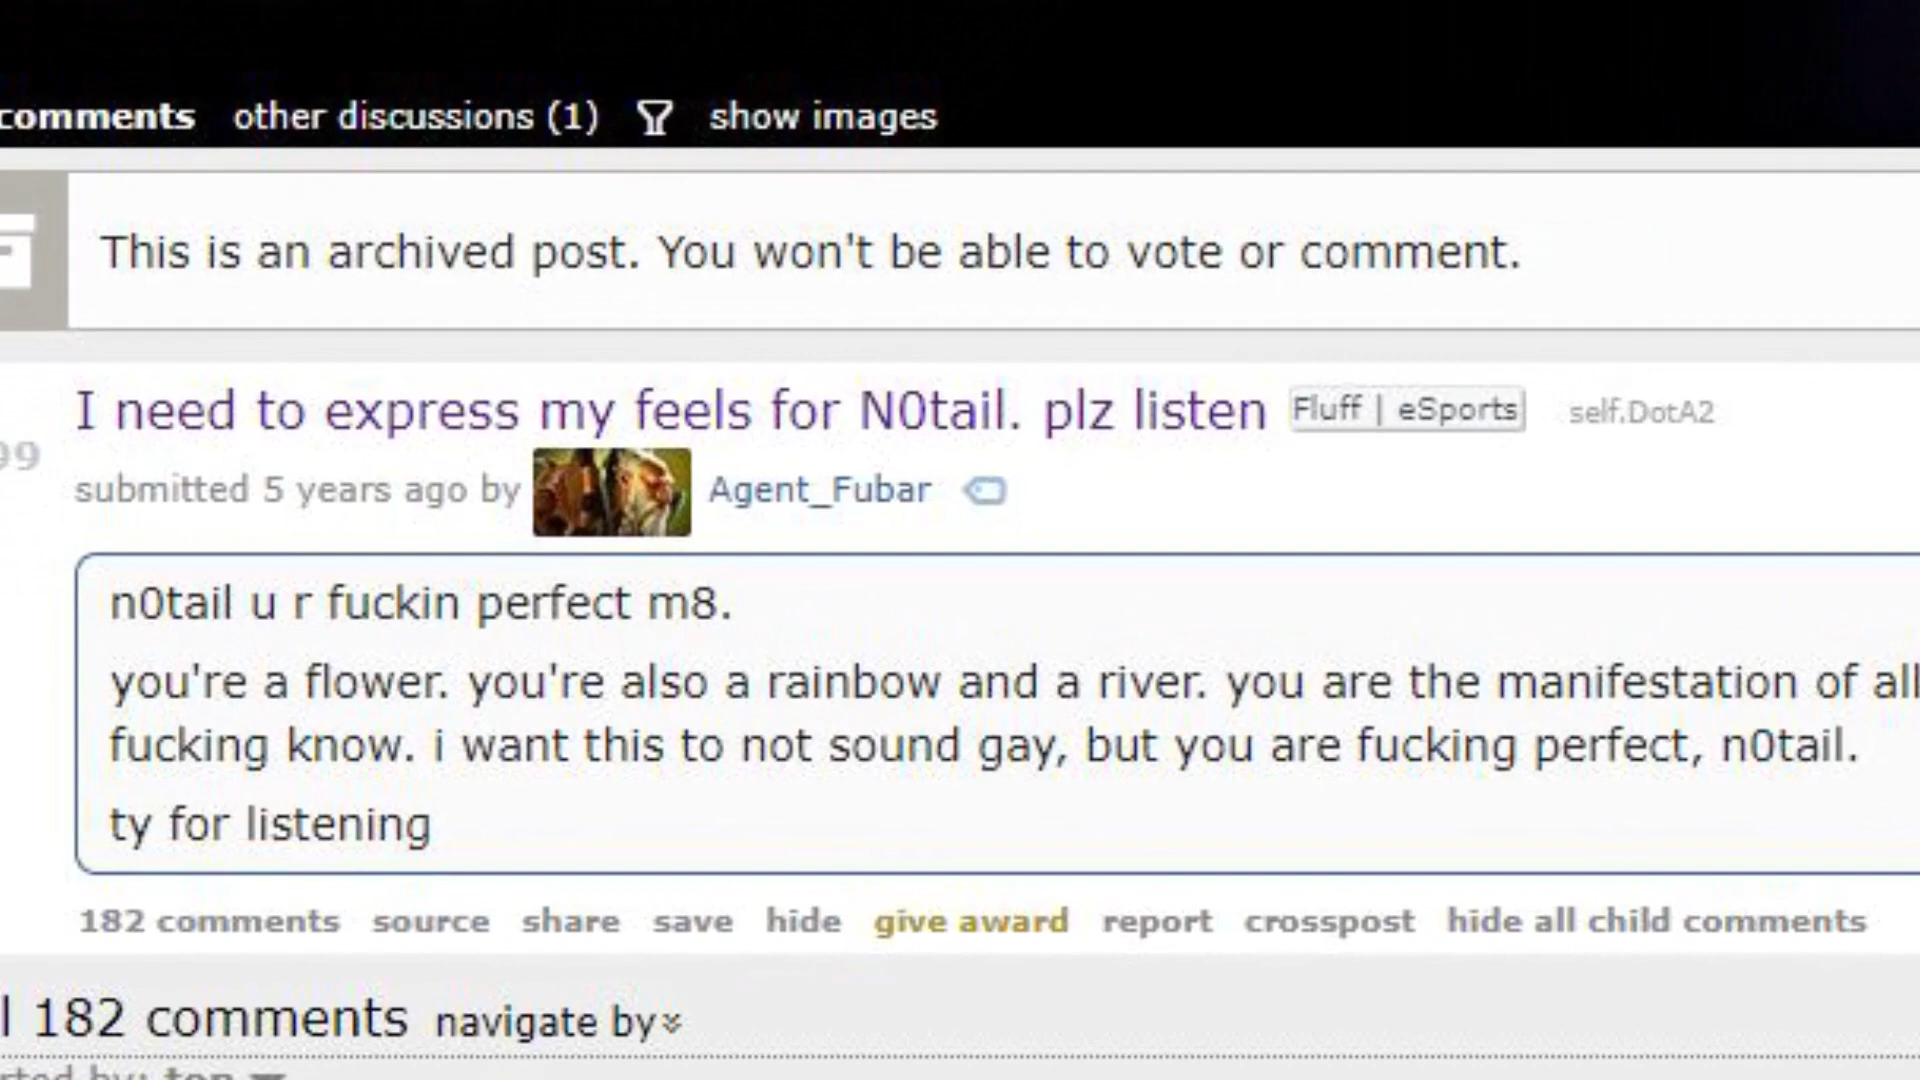 comments other discussions (1) show images
This is an archived post. You won't be able to vote or comment.
I need to express my feels for N0tail. plz listen Fluff | eSports self.DotA2
99
submitted 5 years ago by Agent_Fubar
n0tail u r fuckin perfect m8.
you're a flower. you're also a rainbow and a river. you are the manifestation of all
fucking know. i want this to not sound gay, but you are fucking perfect, n0tail.
ty for listening
182 comments source share save hide give award report crosspost hide all child comments
182 comments navigate by